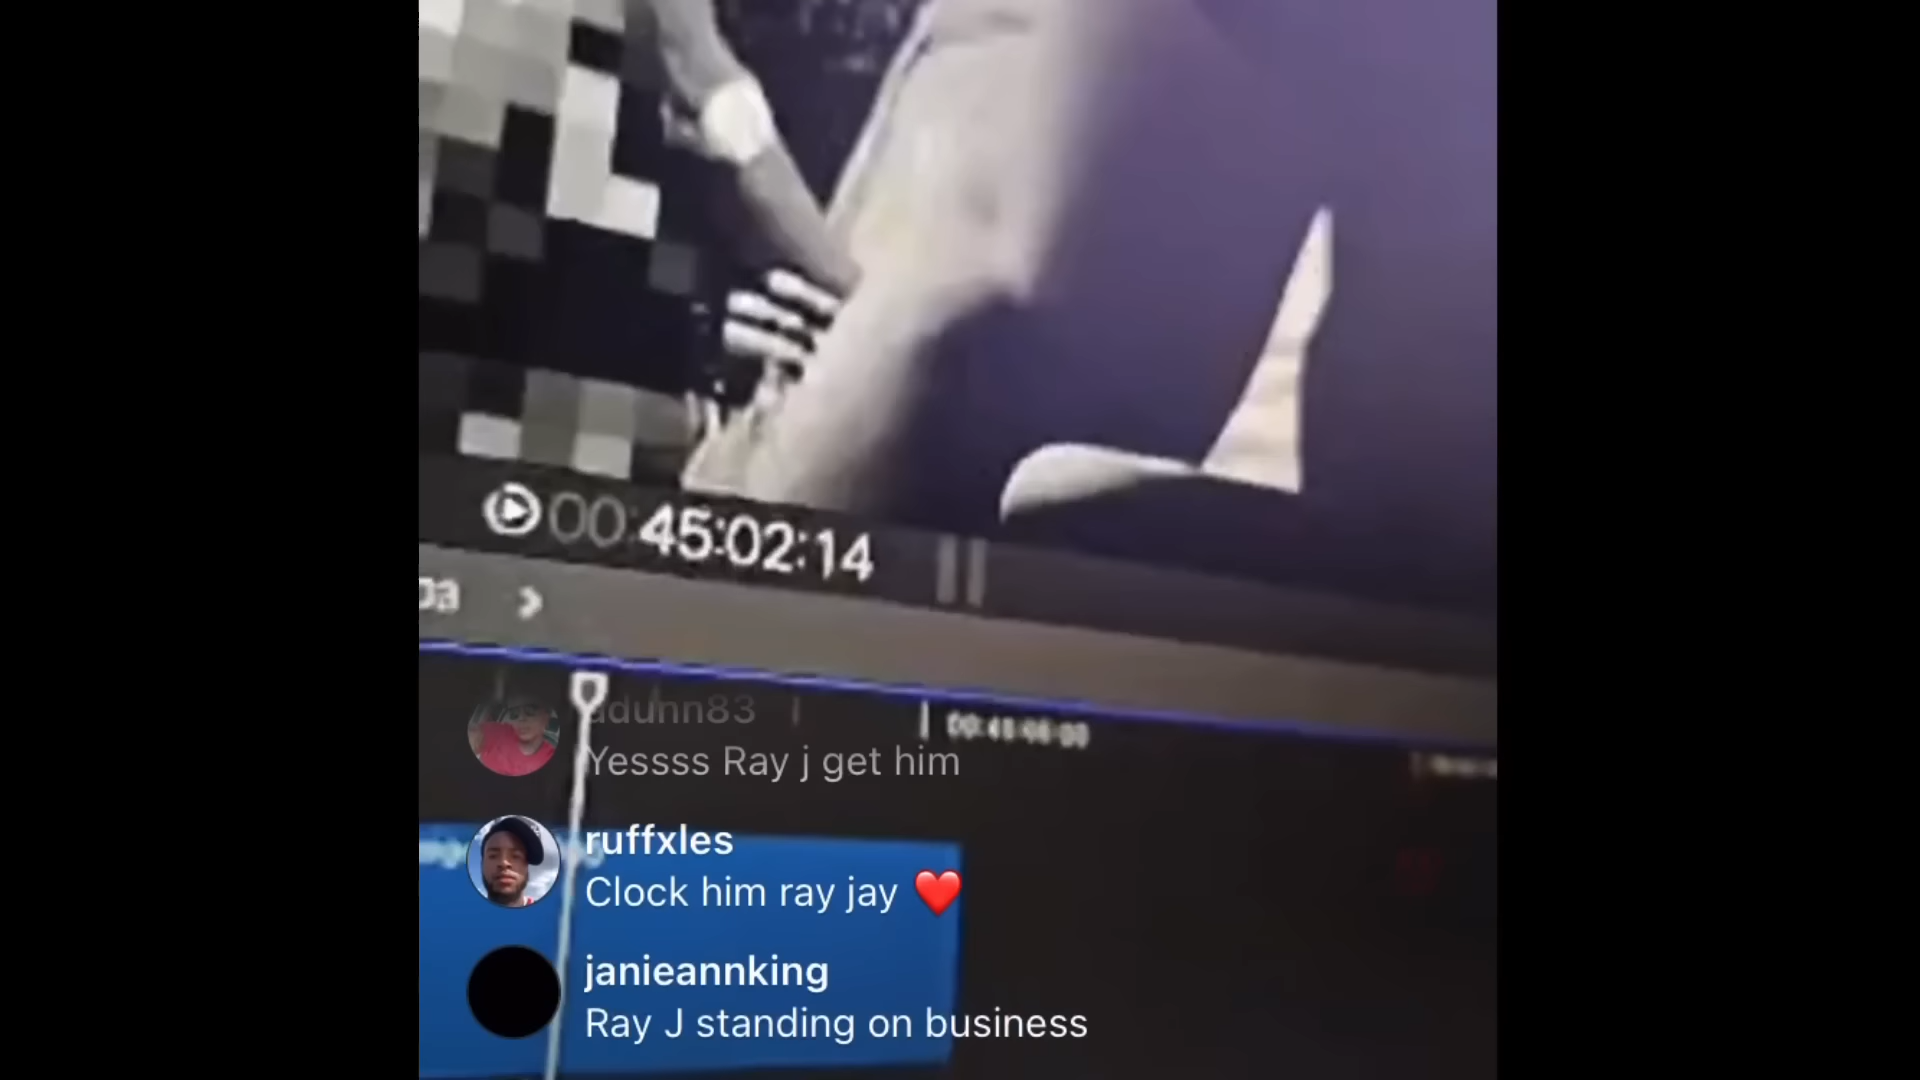 00:45:02:14
adunn83
Yessss Ray j get him
ruffxles
Clock him ray jay ❤️
janieannking
Ray J standing on business